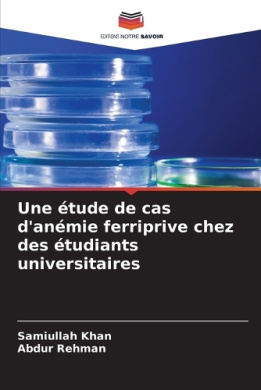 EDITIONS NOTRE SAVOIR
Une étude de cas
d'anémie ferriprive chez
des étudiants
universitaires
Samiullah Khan
Abdur Rehman